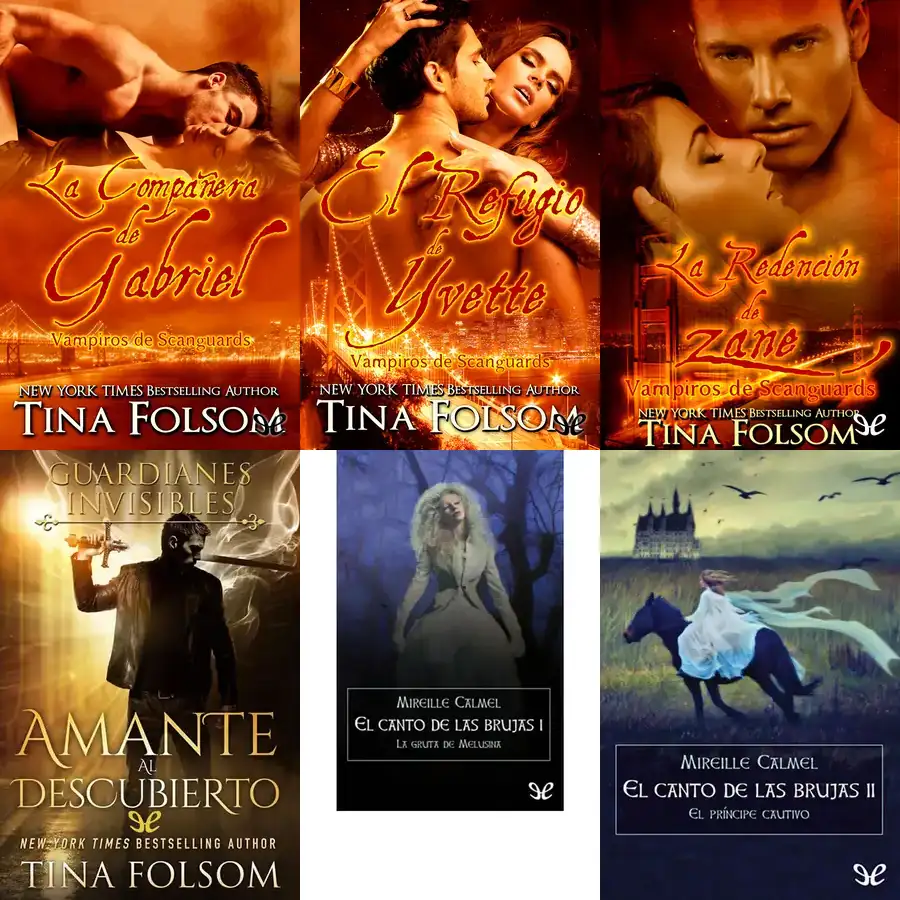 La Compañera
de
Gabriel
Vampiros de Scanguards
NEW YORK TIMES BESTSELLING AUTHOR
TINA FOLSOM
El Refugio
de
Yvette
Vampiros de Scanguards
NEW YORK TIMES BESTSELLING AUTHOR
TINA FOLSOM
La Redención
de
Zane
Vampiros de Scanguards
NEW YORK TIMES BESTSELLING AUTHOR
TINA FOLSOM
GUARDIANES
INVISIBLES
AMANTE
AL
DESCUBIERTO
NEW YORK TIMES BESTSELLING AUTHOR
TINA FOLSOM
MIREILLE CALMEL
EL CANTO DE LAS BRUJAS I
LA GRUTA DE MELUSINA
MIREILLE CALMEL
EL CANTO DE LAS BRUJAS II
EL PRÍNCIPE CAUTIVO